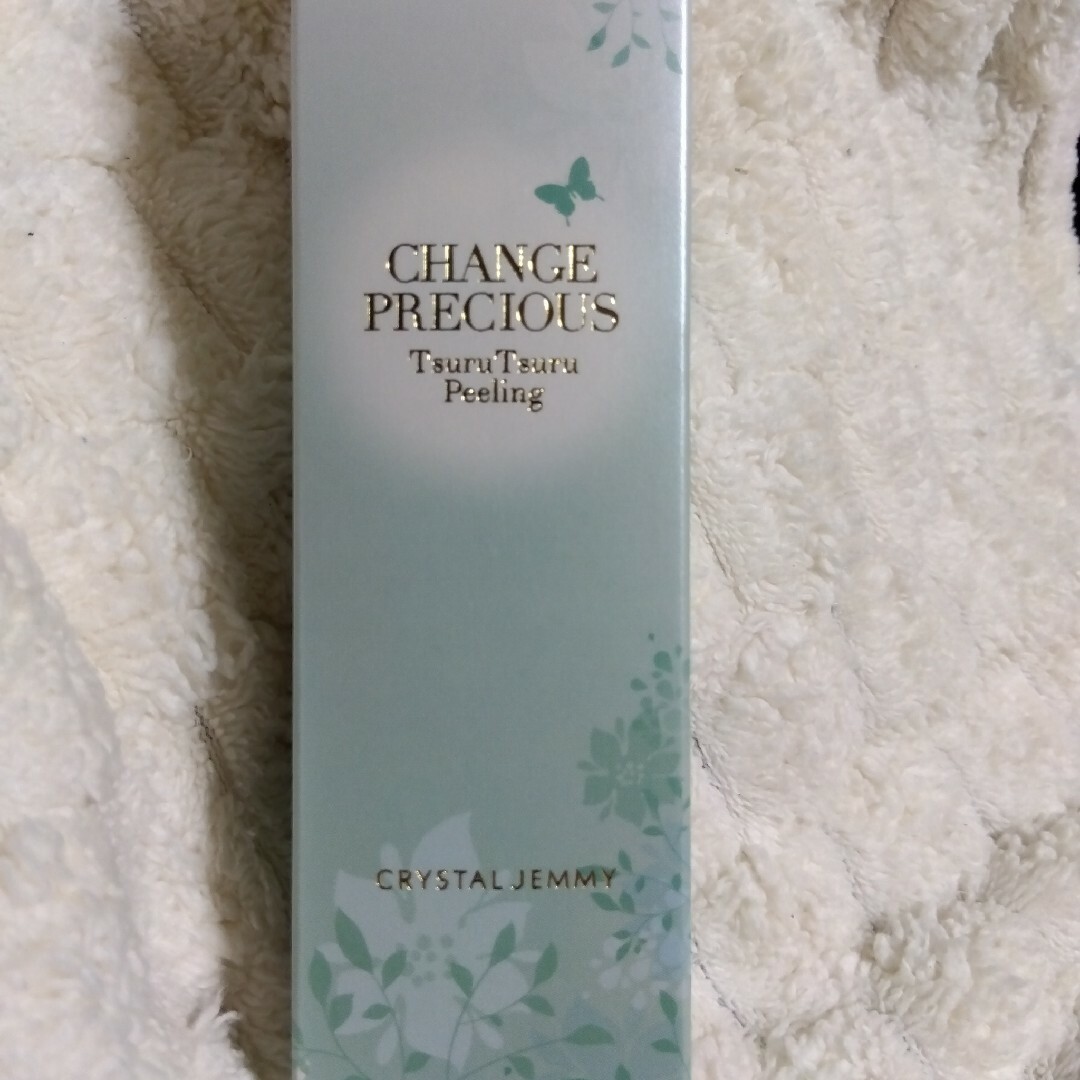 CHANGE
PRECIOUS
TsuruTsuru
Peeling
CRYSTAL JEMMY